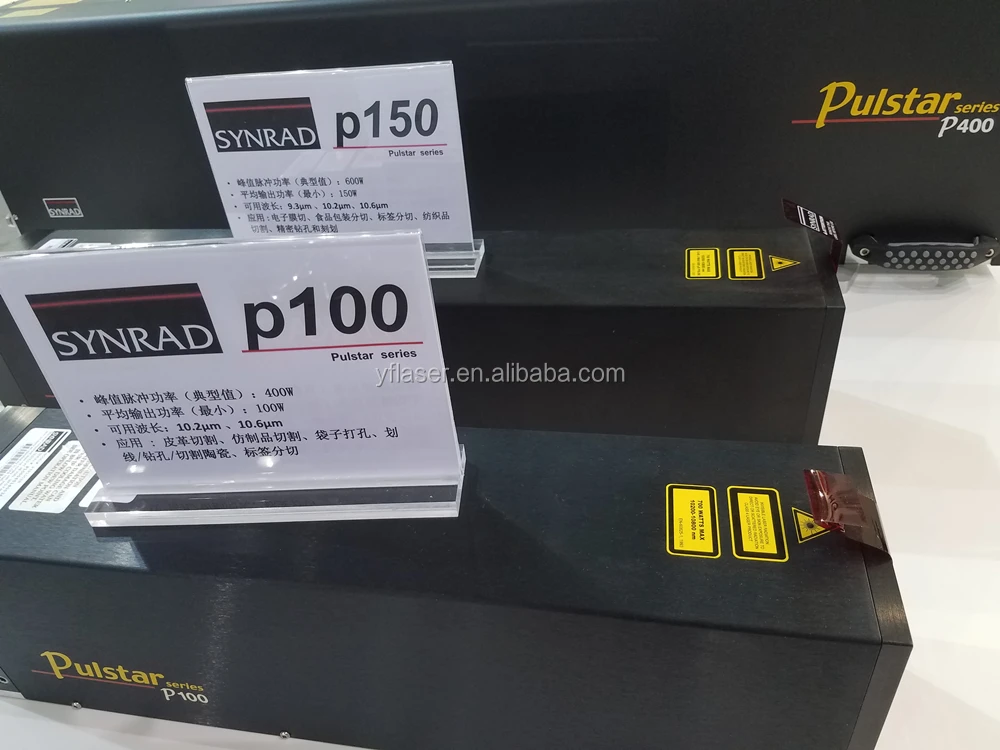 Pulstar series
P400
SYNRAD
SYNRAD p150
Pulstar series
• 峰值脉冲功率（典型值）：600W
• 平均输出功率（最小）：150W
• 可用波长：9.3μm 、10.2μm 、10.6μm
• 应用：电子膜切、食品包装分切、标签分切、纺织品
切割、精密钻孔和刻划
SYNRAD p100
Pulstar series
• 峰值脉冲功率（典型值）：400W
• 平均输出功率（最小）：100W
• 可用波长：10.2μm 、 10.6μm
• 应用 ：皮革切割、仿制品切割、袋子打孔、划
线/钻孔/切割陶瓷、标签分切
yflaser.en.alibaba.com
700 WATTS MAX
10200-10800 nm
Pulstar series
P100